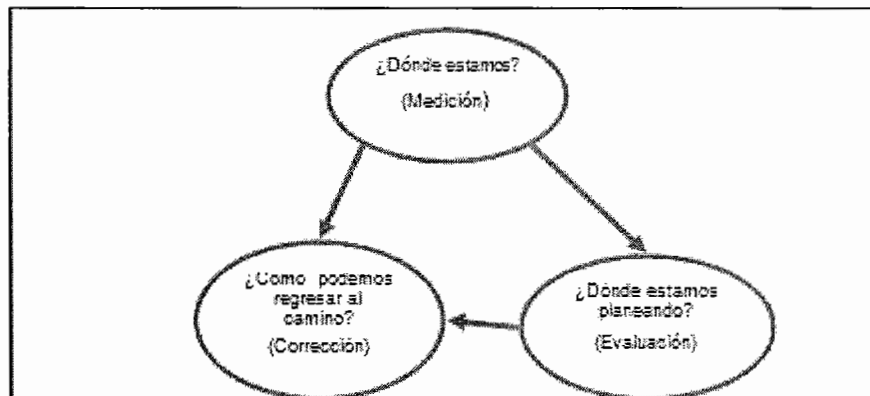 ¿Dónde estamos?
(Medición)
¿Como podemos
regresar al
camino?
(Corrección)
¿Dónde estamos
planeando?
(Evaluación)